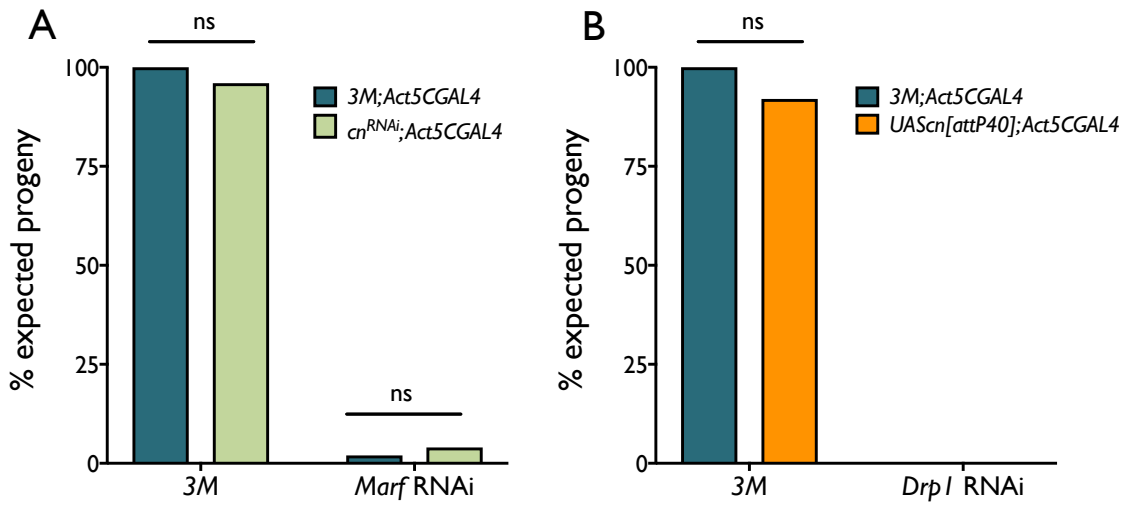 A
ns
100
75
50
25
0
% expected progeny
3M;Act5CGAL4
cnRNAi;Act5CGAL4
ns
3M
Marf RNAi
B
ns
100
75
50
25
0
% expected progeny
3M;Act5CGAL4
UAScn[attP40];Act5CGAL4
3M
Drp1 RNAi